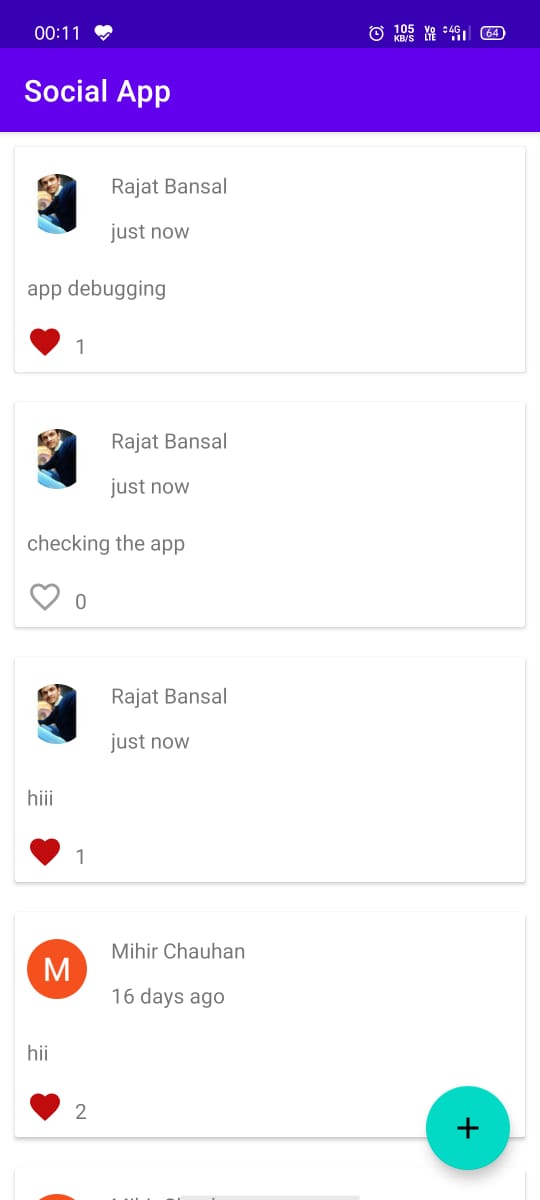 00:11 105 KB/S Vo LTE 4G 64
Social App
Rajat Bansal
just now
app debugging
1
Rajat Bansal
just now
checking the app
0
Rajat Bansal
just now
hiii
1
M
Mihir Chauhan
16 days ago
hii
2
+